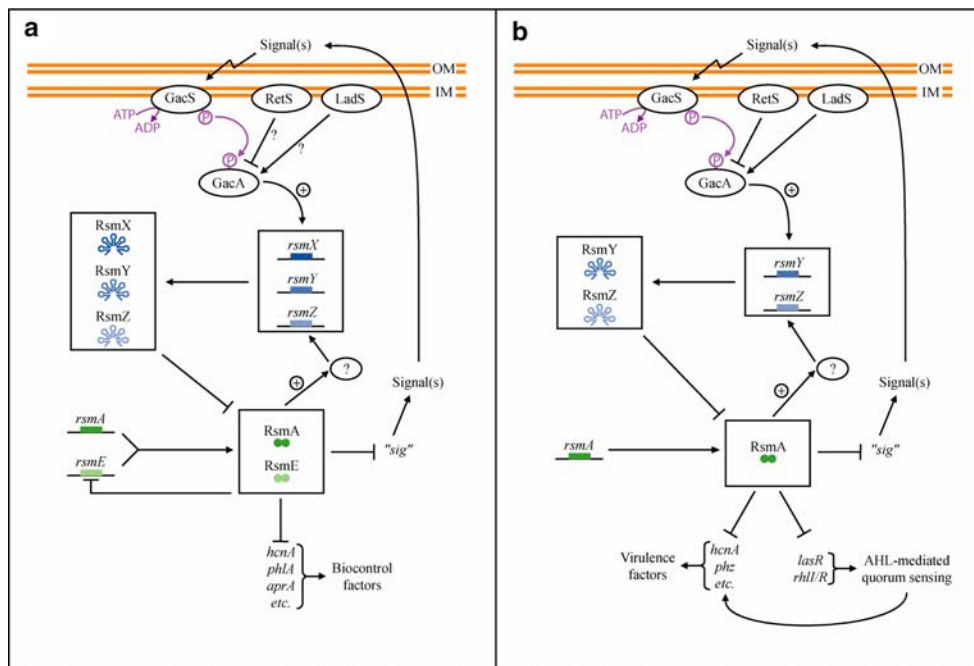 a
Signal(s)
OM
IM
GacS
RetS
LadS
ATP
ADP
P
?
?
P
GacA
+
RsmX
RsmY
RsmZ
rsmX
rsmY
rsmZ
+
?
Signal(s)
rsmA
rsmE
RsmA
RsmE
"sig"
hcnA
phlA
aprA
etc.
Biocontrol
factors
b
Signal(s)
OM
IM
GacS
RetS
LadS
ATP
ADP
P
P
GacA
+
RsmY
RsmZ
rsmY
rsmZ
+
?
Signal(s)
rsmA
RsmA
"sig"
Virulence
factors
hcnA
phz
etc.
lasR
rhlI/R
AHL-mediated
quorum sensing